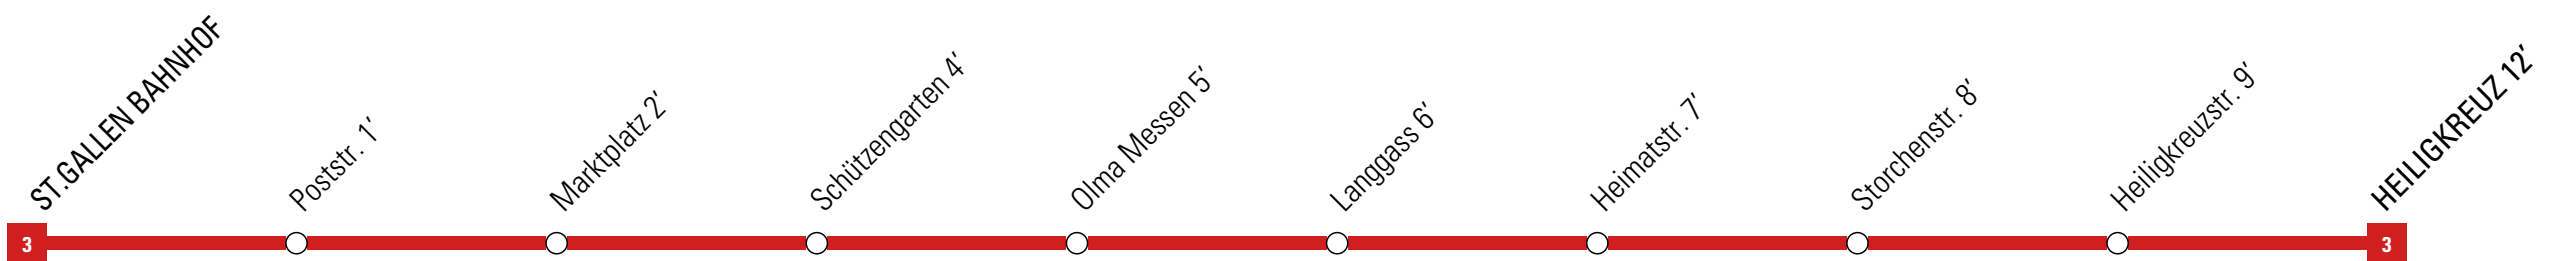 ST.GALLEN BAHNHOF
Poststr. 1′
Marktplatz 2′
Schützengarten 4′
Olma Messen 5′
Langgass 6′
Heimatstr. 7′
Storchenstr. 8′
Heiligkreuzstr. 9′
HEILIGKREUZ 12′
3
3